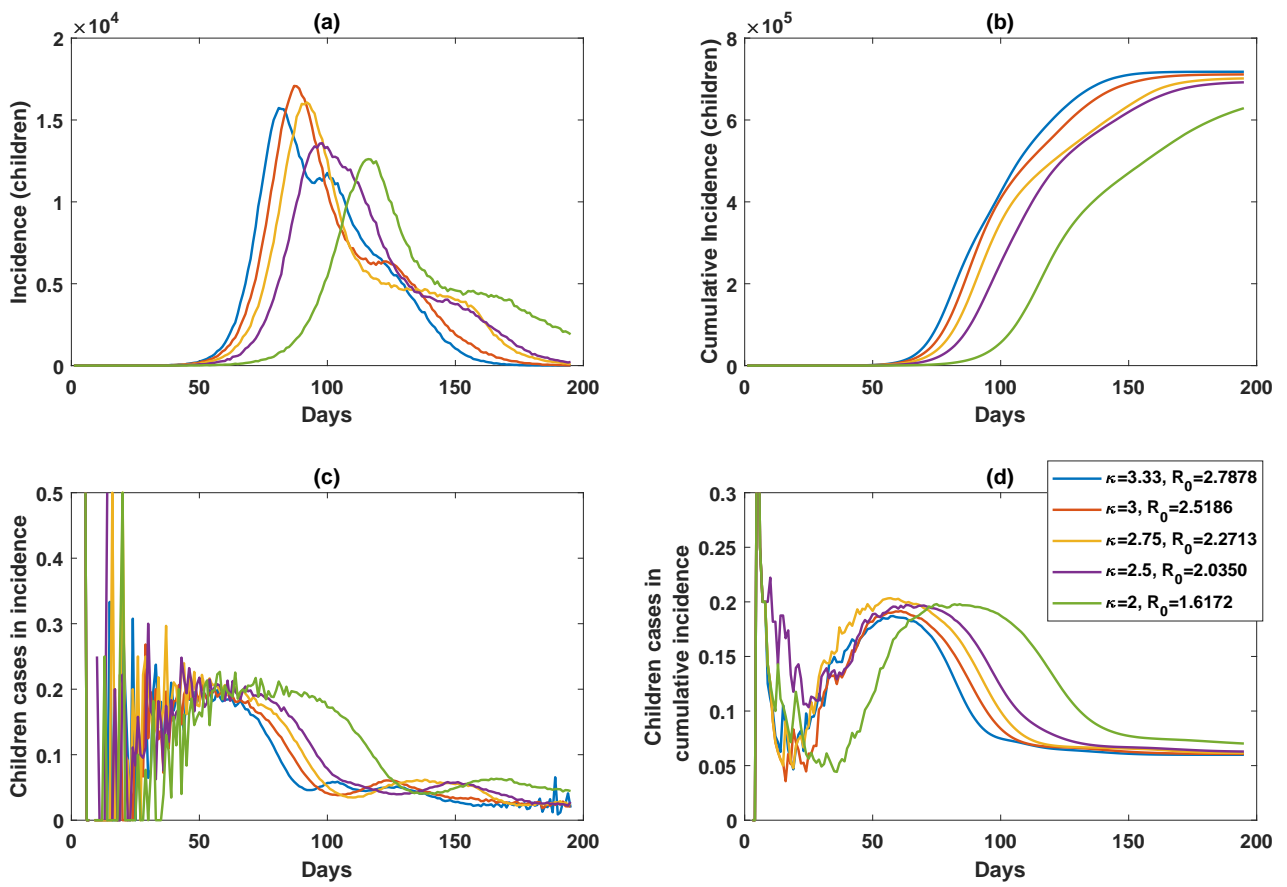 (a)
×10⁴
2
1.5
1
0.5
0
Incidence (children)
0
50
100
150
200
Days
(b)
×10⁵
8
6
4
2
0
Cumulative Incidence (children)
0
50
100
150
200
Days
(c)
0.5
0.4
0.3
0.2
0.1
0
Children cases in incidence
0
50
100
150
200
Days
(d)
0.3
0.25
0.2
0.15
0.1
0.05
0
Children cases in
cumulative incidence
0
50
100
150
200
Days
κ=3.33, R₀=2.7878
κ=3, R₀=2.5186
κ=2.75, R₀=2.2713
κ=2.5, R₀=2.0350
κ=2, R₀=1.6172